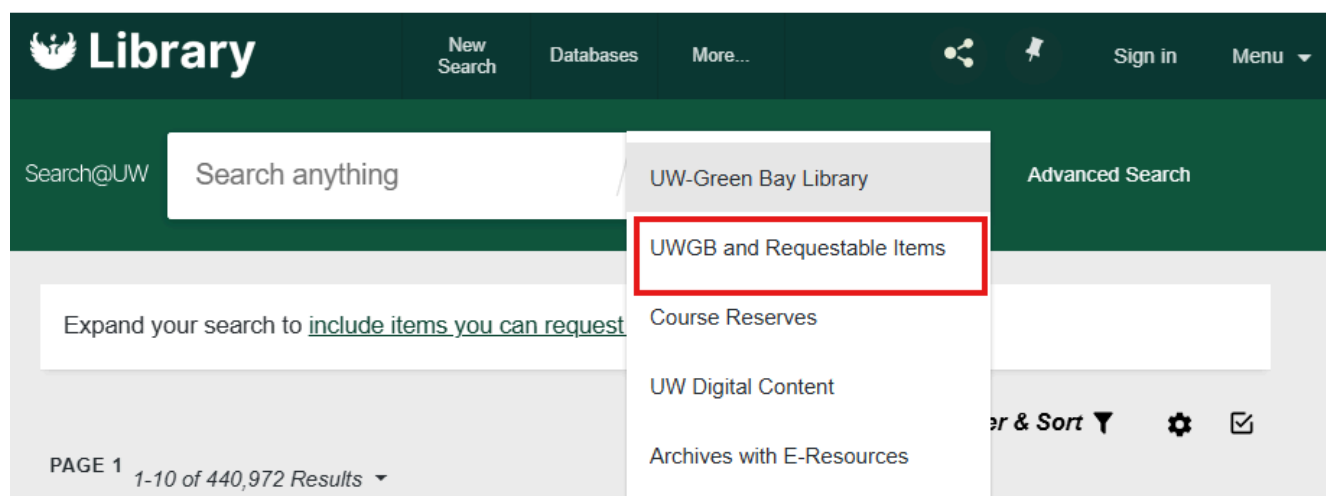 Library
New Search
Databases
More...
Sign in
Menu
Search@UW
Search anything
UW-Green Bay Library
Advanced Search
UWGB and Requestable Items
Expand your search to include items you can request
Course Reserves
UW Digital Content
& Sort
Archives with E-Resources
PAGE 1
1-10 of 440,972 Results